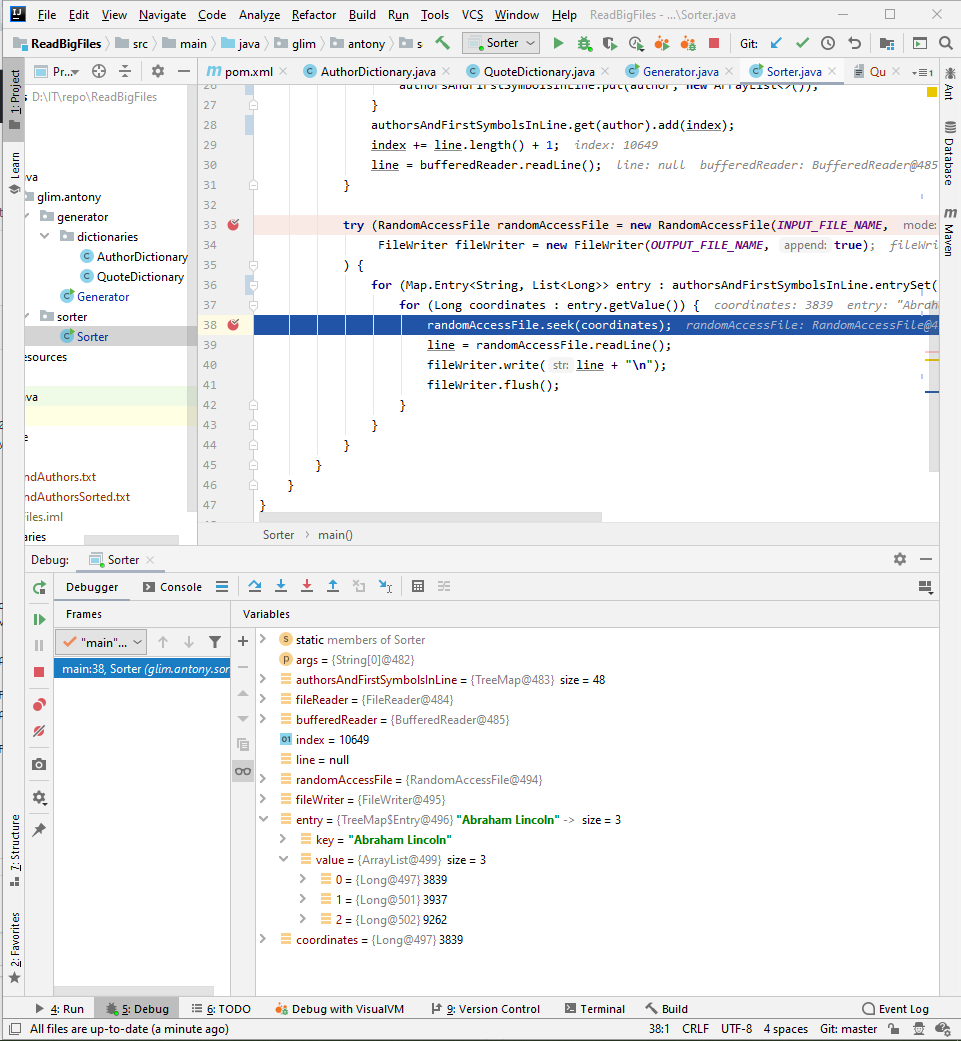 File Edit View Navigate Code Analyze Refactor Build Run Tools VCS Window Help ReadBigFiles - ...\Sorter.java
ReadBigFiles src main java glim antony s Sorter Git:
1: Project
Pr...
pom.xml AuthorDictionary.java QuoteDictionary.java Generator.java Sorter.java Qu
D:\IT\repo\ReadBigFiles
glim.antony
generator
dictionaries
AuthorDictionary
QuoteDictionary
Generator
sorter
Sorter
esources
ndAuthors.txt
ndAuthorsSorted.txt
iles.iml
aries
Learn
Ant
Database
Maven
27 }
28 authorsAndFirstSymbolsInLine.get(author).add(index);
29 index += line.length() + 1; index: 10649
30 line = bufferedReader.readLine(); line: null bufferedReader: BufferedReader@485
31 }
32
33 try (RandomAccessFile randomAccessFile = new RandomAccessFile(INPUT_FILE_NAME, mode:
34 FileWriter fileWriter = new FileWriter(OUTPUT_FILE_NAME, append: true); fileWri
35 ) {
36 for (Map.Entry<String, List<Long>> entry : authorsAndFirstSymbolsInLine.entrySet(
37 for (Long coordinates : entry.getValue()) { coordinates: 3839 entry: "Abrah
38 randomAccessFile.seek(coordinates); randomAccessFile: RandomAccessFile@4
39 line = randomAccessFile.readLine();
40 fileWriter.write( str: line + "\n");
41 fileWriter.flush();
42 }
43 }
44 }
45 }
46 }
47 }
Sorter > main()
Debug: Sorter
Debugger Console
Frames Variables
"main"...
main:38, Sorter (glim.antony.sor
static members of Sorter
args = {String[0]@482}
authorsAndFirstSymbolsInLine = {TreeMap@483} size = 48
fileReader = {FileReader@484}
bufferedReader = {BufferedReader@485}
01 index = 10649
line = null
randomAccessFile = {RandomAccessFile@494}
fileWriter = {FileWriter@495}
entry = {TreeMap$Entry@496} "Abraham Lincoln" -> size = 3
key = "Abraham Lincoln"
value = {ArrayList@499} size = 3
0 = {Long@497} 3839
1 = {Long@501} 3937
2 = {Long@502} 9262
coordinates = {Long@497} 3839
7: Structure
2: Favorites
4: Run 5: Debug 6: TODO Debug with VisualVM 9: Version Control Terminal Build Event Log
All files are up-to-date (a minute ago) 38:1 CRLF UTF-8 4 spaces Git: master